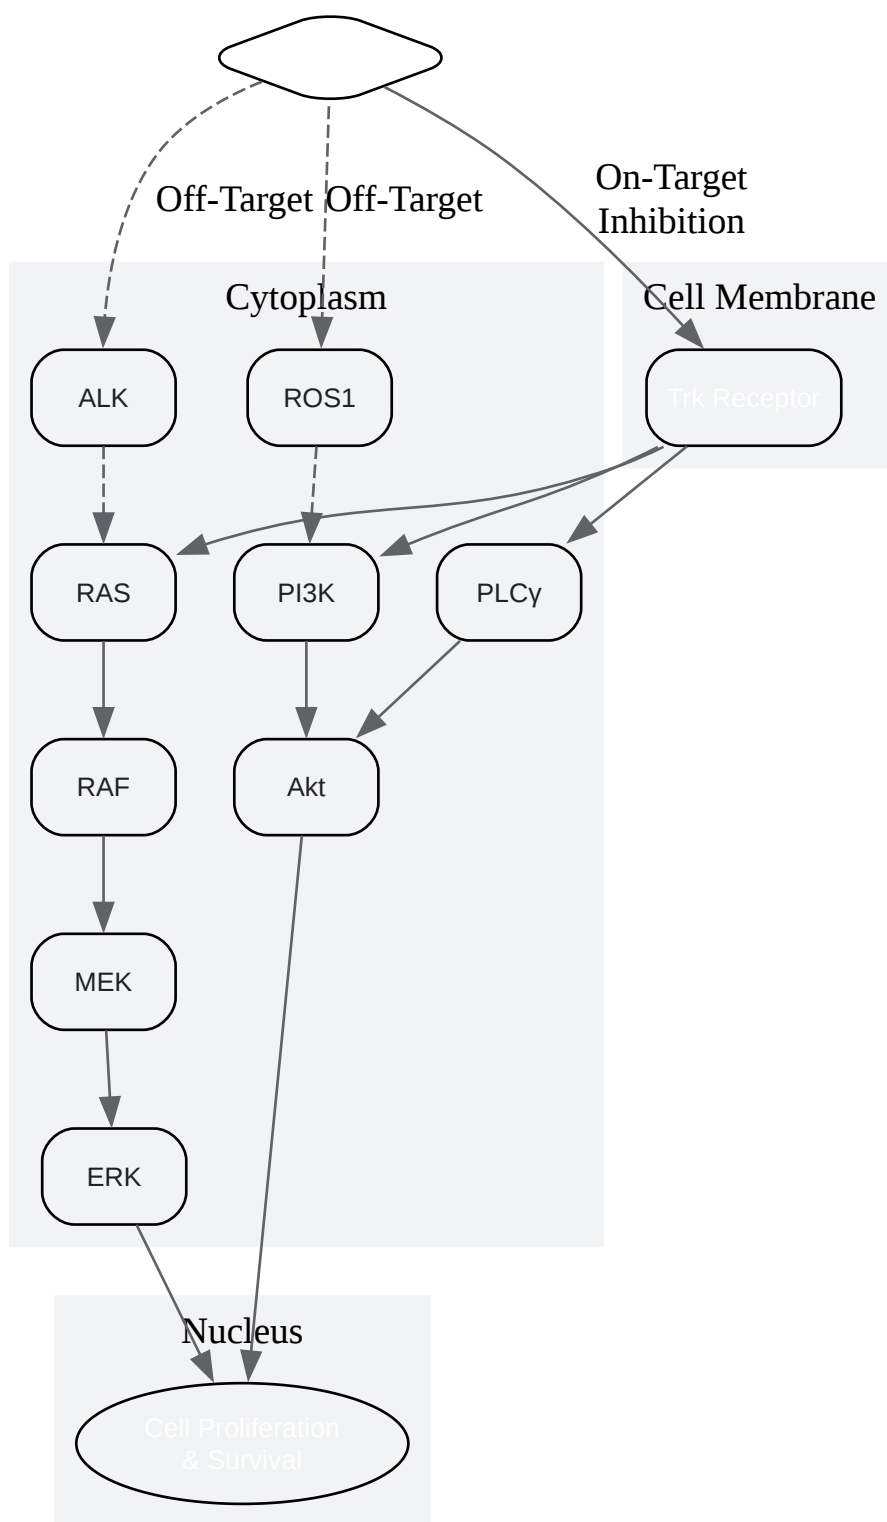 Off-Target
Off-Target
On-Target
Inhibition
Cytoplasm
Cell Membrane
ALK
ROS1
Trk Receptor
RAS
PI3K
PLCγ
RAF
Akt
MEK
ERK
Nucleus
Cell Proliferation
& Survival